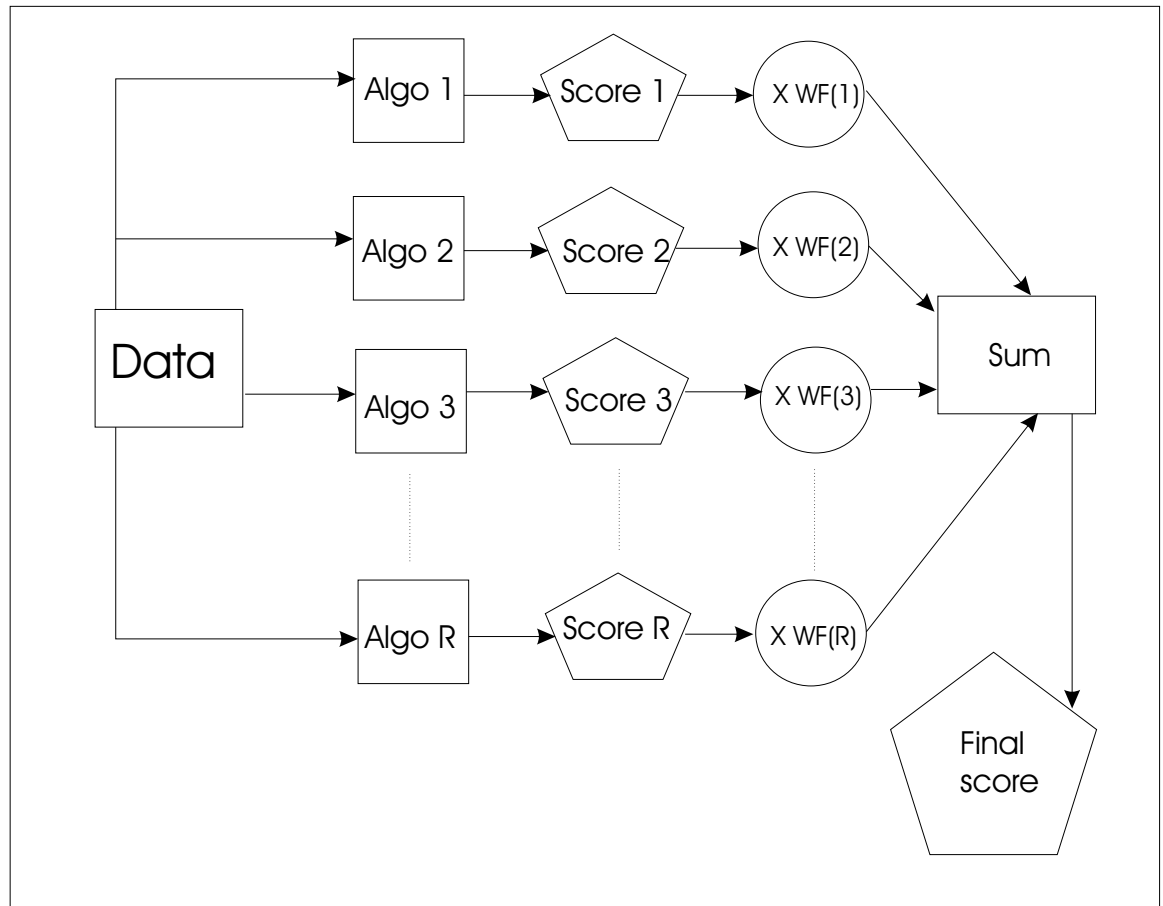 Algo 1
Score 1
X WF(1)
Algo 2
Score 2
X WF(2)
Data
Algo 3
Score 3
X WF(3)
Sum
Algo R
Score R
X WF(R)
Final
score